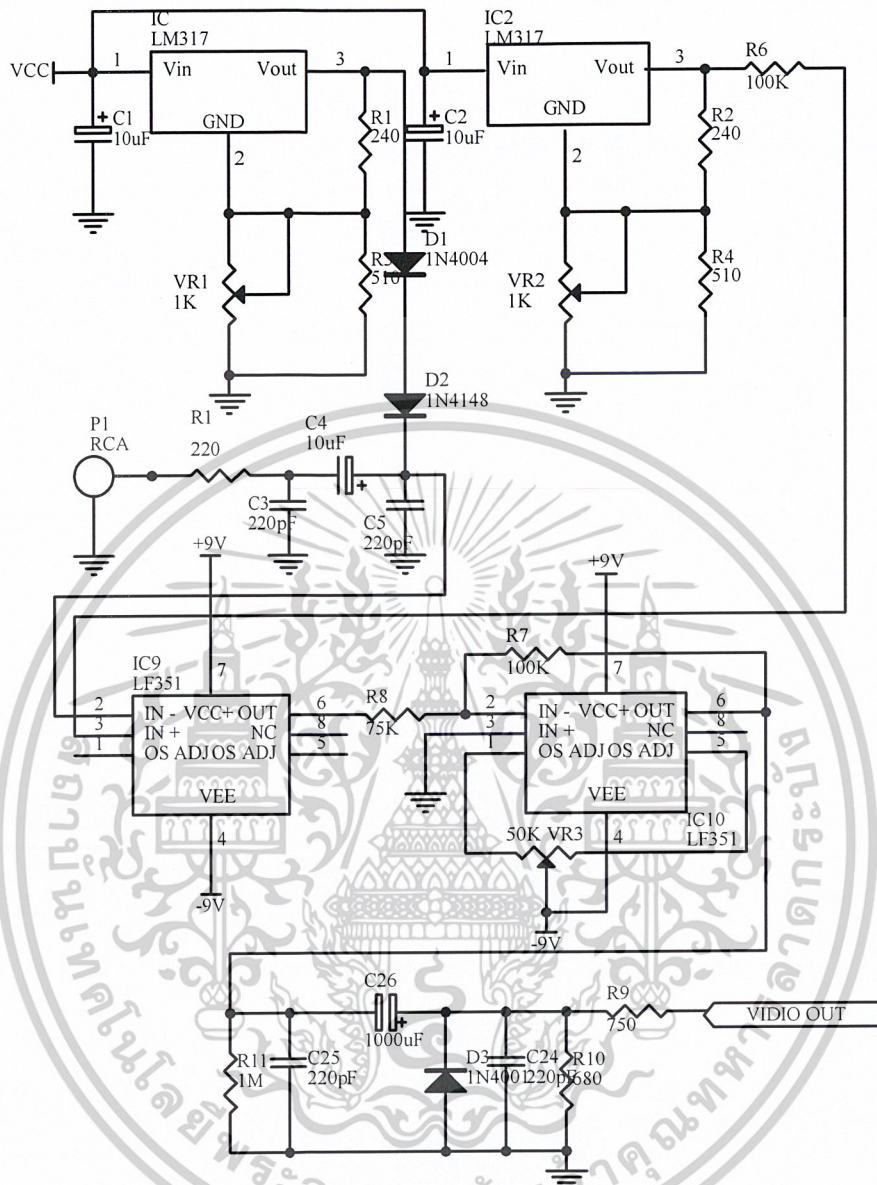 IC
LM317
IC2
LM317
VCC
1
Vin
Vout
3
GND
2
C1
10uF
R1
240
C2
10uF
1
Vin
Vout
3
GND
2
R6
100K
R2
240
VR1
1K
510
D1
1N4004
VR2
1K
R4
510
D2
1N4148
P1
RCA
R1
220
C4
10uF
C3
220pF
C5
220pF
+9V
+9V
IC9
LF351
7
2
3
1
IN - VCC+ OUT
IN + NC
OS ADJ OS ADJ
VEE
6
8
5
4
-9V
R8
75K
R7
100K
7
2
3
1
IN - VCC+ OUT
IN + NC
OS ADJ OS ADJ
VEE
6
8
5
4
IC10
LF351
50K VR3
-9V
C26
1000uF
R9
750
VIDIO OUT
R11
1M
C25
220pF
D3
1N4001
C24
220pF
R10
680